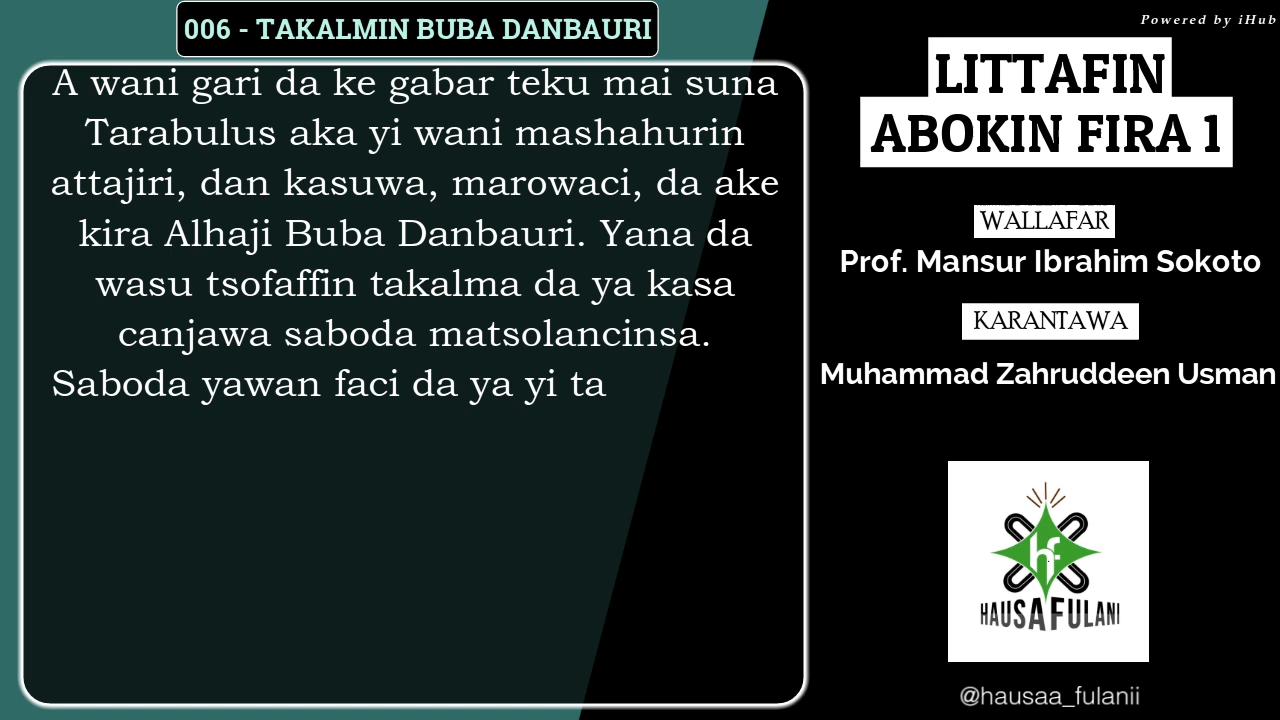 006 - TAKALMIN BUBA DANBAURI
A wani gari da ke gabar teku mai suna
Tarabulus aka yi wani mashahurin
attajiri, dan kasuwa, marowaci, da ake
kira Alhaji Buba Danbauri. Yana da
wasu tsofaffin takalma da ya kasa
canjawa saboda matsolancinsa.
Saboda yawan faci da ya yi ta
Powered by iHub
LITTAFIN
ABOKIN FIRA 1
WALLAFAR
Prof. Mansur Ibrahim Sokoto
KARANTAWA
Muhammad Zahruddeen Usman
hf
HAUSAFULANI
@hausaa_fulanii